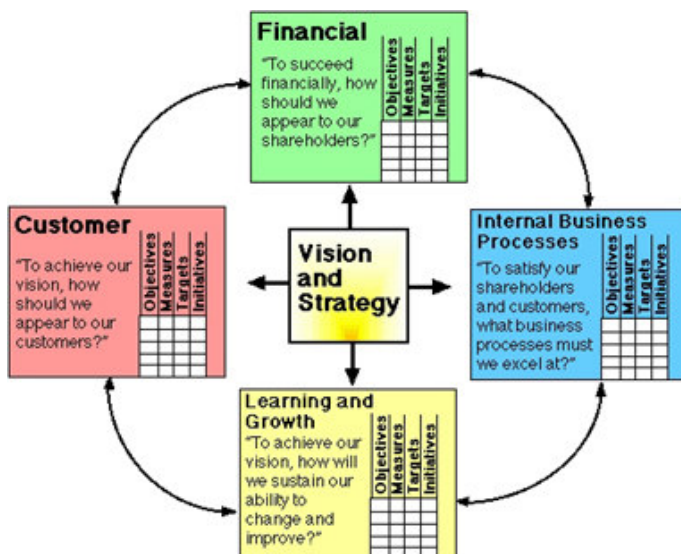 Financial
"To succeed
financially, how
should we
appear to our
shareholders?"
Objectives
Measures
Targets
Initiatives
Customer
"To achieve our
vision, how
should we
appear to our
customers?"
Objectives
Measures
Targets
Initiatives
Vision
and
Strategy
Internal Business
Processes
"To satisfy our
shareholders
and customers,
what business
processes must
we excel at?"
Objectives
Measures
Targets
Initiatives
Learning and
Growth
"To achieve our
vision, how will
we sustain our
ability to
change and
improve?"
Objectives
Measures
Targets
Initiatives